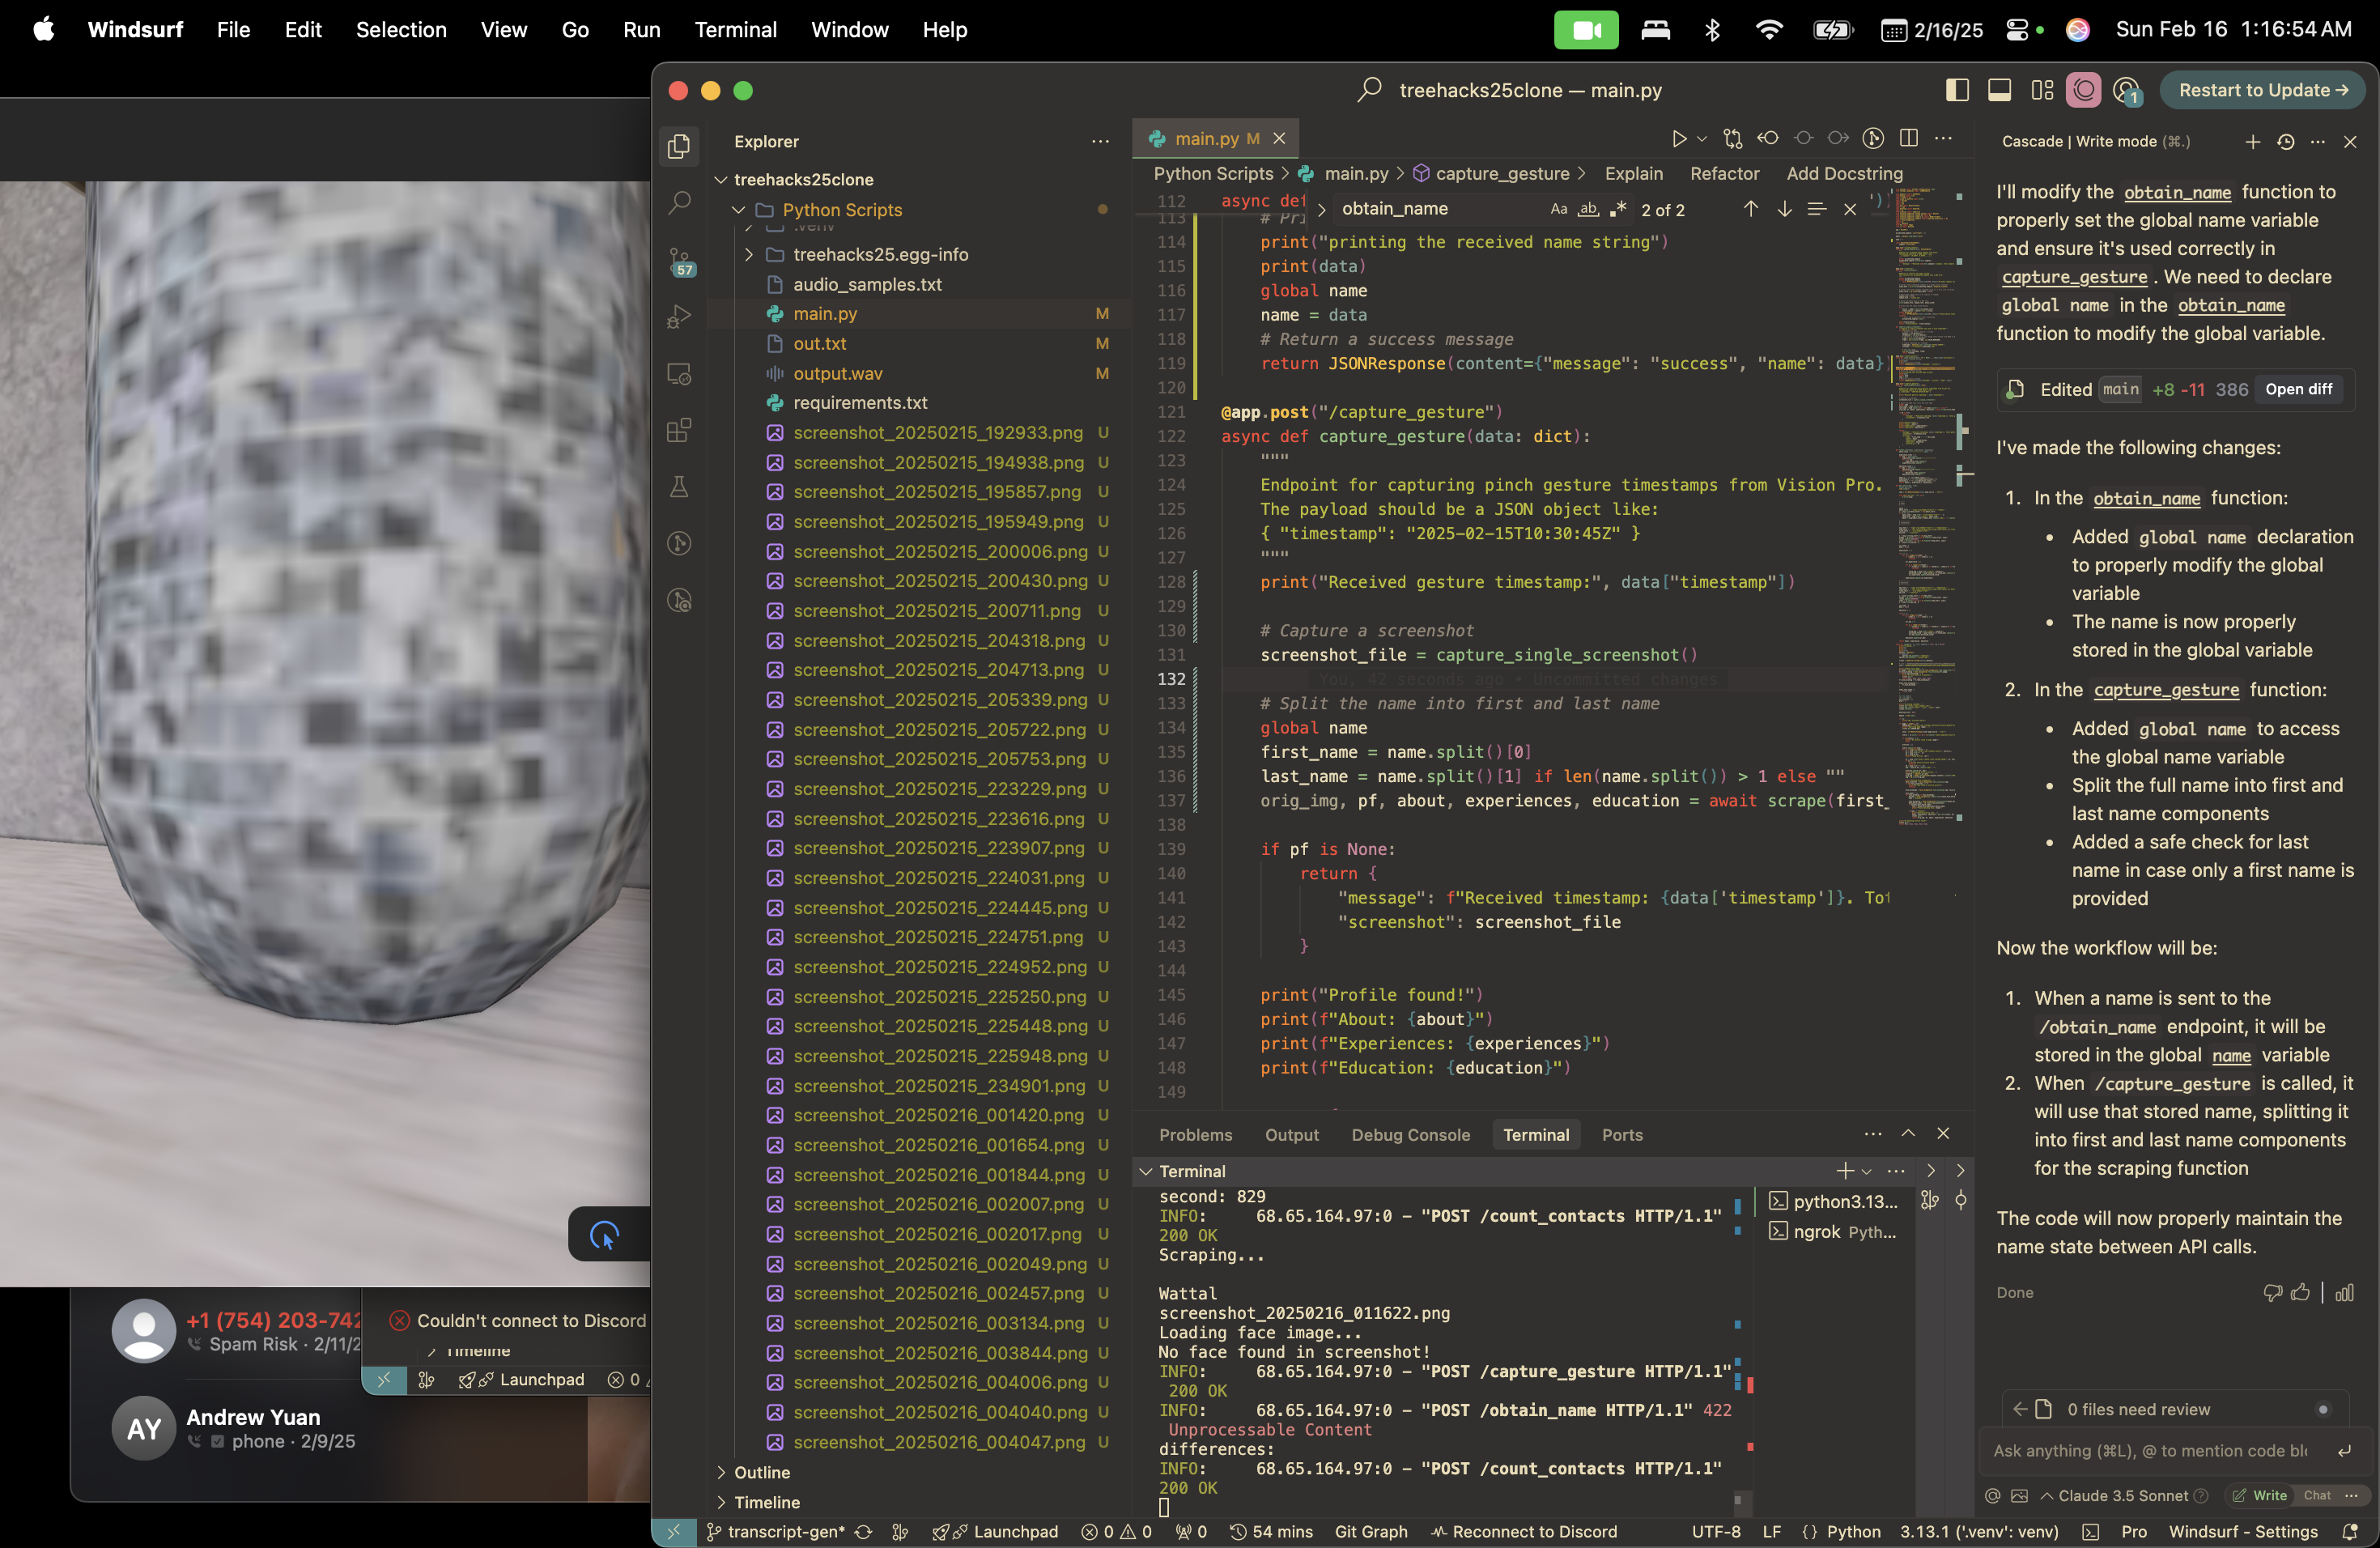 Windsurf File Edit Selection View Go Run Terminal Window Help
2/16/25 Sun Feb 16 1:16:54 AM
treehacks25clone — main.py
1
Restart to Update →
Explorer
treehacks25clone
Python Scripts
.venv
treehacks25.egg-info
audio_samples.txt
main.py M
out.txt M
output.wav M
requirements.txt
screenshot_20250215_192933.png U
screenshot_20250215_194938.png U
screenshot_20250215_195857.png U
screenshot_20250215_195949.png U
screenshot_20250215_200006.png U
screenshot_20250215_200430.png U
screenshot_20250215_200711.png U
screenshot_20250215_204318.png U
screenshot_20250215_204713.png U
screenshot_20250215_205339.png U
screenshot_20250215_205722.png U
screenshot_20250215_205753.png U
screenshot_20250215_223229.png U
screenshot_20250215_223616.png U
screenshot_20250215_223907.png U
screenshot_20250215_224031.png U
screenshot_20250215_224445.png U
screenshot_20250215_224751.png U
screenshot_20250215_224952.png U
screenshot_20250215_225250.png U
screenshot_20250215_225448.png U
screenshot_20250215_225948.png U
screenshot_20250215_234901.png U
screenshot_20250216_001420.png U
screenshot_20250216_001654.png U
screenshot_20250216_001844.png U
screenshot_20250216_002007.png U
screenshot_20250216_002017.png U
screenshot_20250216_002049.png U
screenshot_20250216_002457.png U
screenshot_20250216_003134.png U
screenshot_20250216_003844.png U
screenshot_20250216_004006.png U
screenshot_20250216_004040.png U
screenshot_20250216_004047.png U
Outline
Timeline
57
main.py M
Python Scripts > main.py > capture_gesture > Explain Refactor Add Docstring
obtain_name Aa ab 2 of 2
112 async def
113 # Pri
114 print("printing the received name string")
115 print(data)
116 global name
117 name = data
118 # Return a success message
119 return JSONResponse(content={"message": "success", "name": data})
120
121 @app.post("/capture_gesture")
122 async def capture_gesture(data: dict):
123 """
124 Endpoint for capturing pinch gesture timestamps from Vision Pro.
125 The payload should be a JSON object like:
126 { "timestamp": "2025-02-15T10:30:45Z" }
127 """
128 print("Received gesture timestamp:", data["timestamp"])
129
130 # Capture a screenshot
131 screenshot_file = capture_single_screenshot()
132 You, 42 seconds ago • Uncommitted changes
133 # Split the name into first and last name
134 global name
135 first_name = name.split()[0]
136 last_name = name.split()[1] if len(name.split()) > 1 else ""
137 orig_img, pf, about, experiences, education = await scrape(first_
138
139 if pf is None:
140 return {
141 "message": f"Received timestamp: {data['timestamp']}. Tot
142 "screenshot": screenshot_file
143 }
144
145 print("Profile found!")
146 print(f"About: {about}")
147 print(f"Experiences: {experiences}")
148 print(f"Education: {education}")
149
Problems Output Debug Console Terminal Ports
Terminal
second: 829
INFO: 68.65.164.97:0 - "POST /count_contacts HTTP/1.1"
200 OK
Scraping...
Wattal
screenshot_20250216_011622.png
Loading face image...
No face found in screenshot!
INFO: 68.65.164.97:0 - "POST /capture_gesture HTTP/1.1"
200 OK
INFO: 68.65.164.97:0 - "POST /obtain_name HTTP/1.1" 422
Unprocessable Content
differences:
INFO: 68.65.164.97:0 - "POST /count_contacts HTTP/1.1"
200 OK
python3.13...
ngrok Pyth...
Cascade | Write mode (⌘.)
I'll modify the obtain_name function to
properly set the global name variable
and ensure it's used correctly in
capture_gesture . We need to declare
global name in the obtain_name
function to modify the global variable.
Edited main +8 -11 386 Open diff
I've made the following changes:
1. In the obtain_name function:
• Added global name declaration
to properly modify the global
variable
• The name is now properly
stored in the global variable
2. In the capture_gesture function:
• Added global name to access
the global name variable
• Split the full name into first and
last name components
• Added a safe check for last
name in case only a first name is
provided
Now the workflow will be:
1. When a name is sent to the
/obtain_name endpoint, it will be
stored in the global name variable
2. When /capture_gesture is called, it
will use that stored name, splitting it
into first and last name components
for the scraping function
The code will now properly maintain the
name state between API calls.
Done
0 files need review
Ask anything (⌘L), @ to mention code blo
Claude 3.5 Sonnet Write Chat
transcript-gen* Launchpad 0 0 0 54 mins Git Graph Reconnect to Discord UTF-8 LF {} Python 3.13.1 ('.venv': venv) Pro Windsurf - Settings
+1 (754) 203-742
Spam Risk · 2/11/2
AY
Andrew Yuan
phone · 2/9/25
Couldn't connect to Discord
Timeline
Launchpad 0